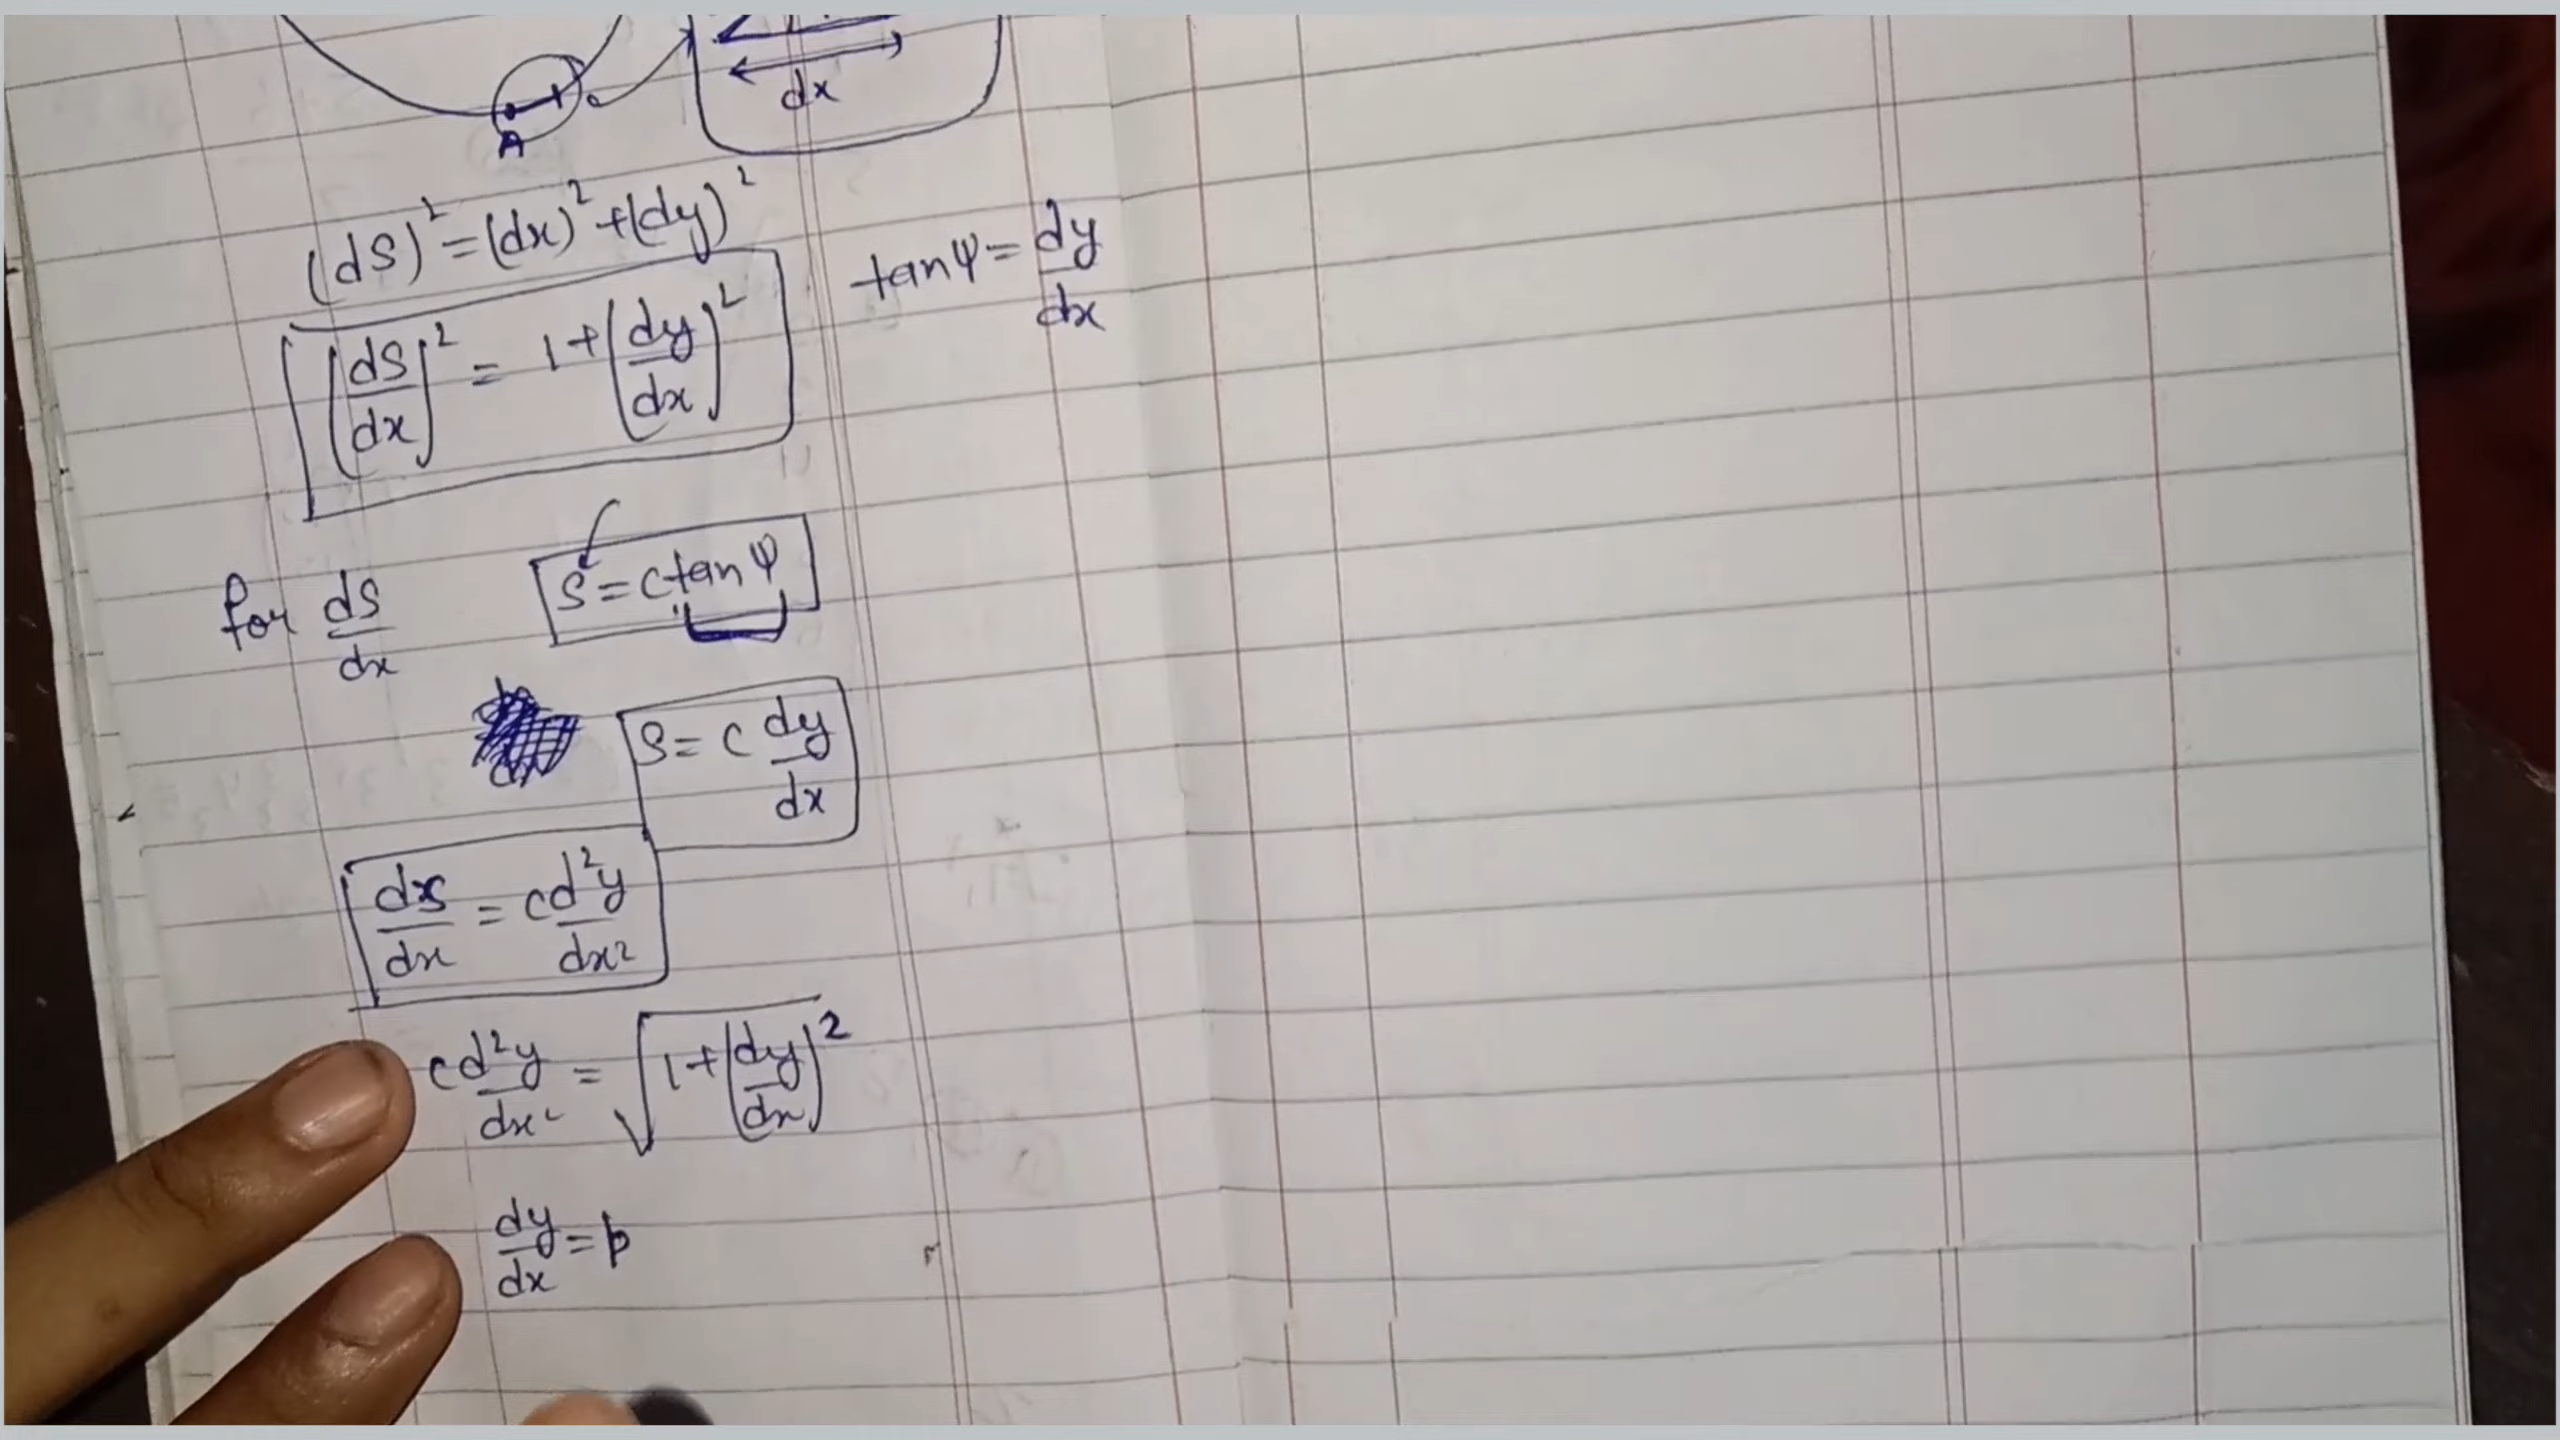 dx
A
(ds)² = (dx)² + (dy)²
tanψ = dy/dx
(ds/dx)² = 1 + (dy/dx)²
S = c tan ψ
for ds/dx
S = c dy/dx
ds/dx = c d²y/dx²
c d²y/dx² = √1 + (dy/dx)²
dy/dx = p